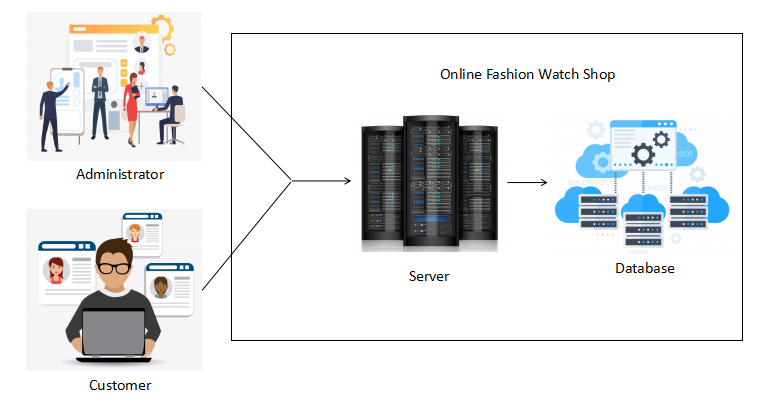 Online Fashion Watch Shop
Administrator
Server
Database
Customer